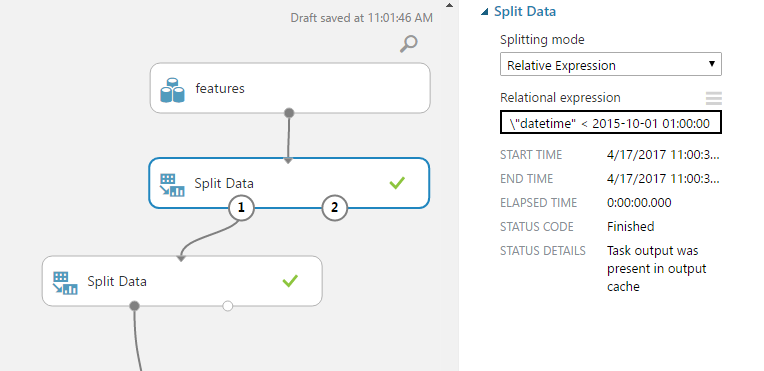 Draft saved at 11:01:46 AM
features
Split Data
1
2
Split Data
Split Data
Splitting mode
Relative Expression
Relational expression
\"datetime" < 2015-10-01 01:00:00
START TIME 4/17/2017 11:00:3...
END TIME 4/17/2017 11:00:3...
ELAPSED TIME 0:00:00.000
STATUS CODE Finished
STATUS DETAILS Task output was
present in output
cache